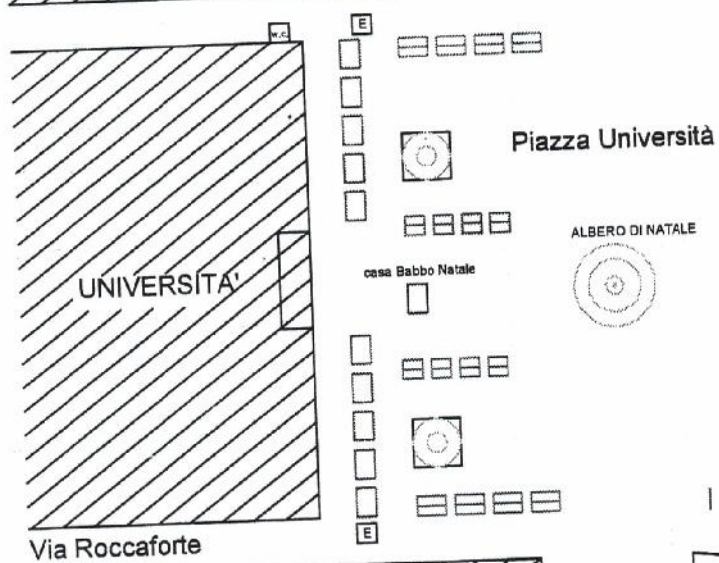 w.c.
E
Piazza Università
ALBERO DI NATALE
casa Babbo Natale
UNIVERSITA'
E
Via Roccaforte